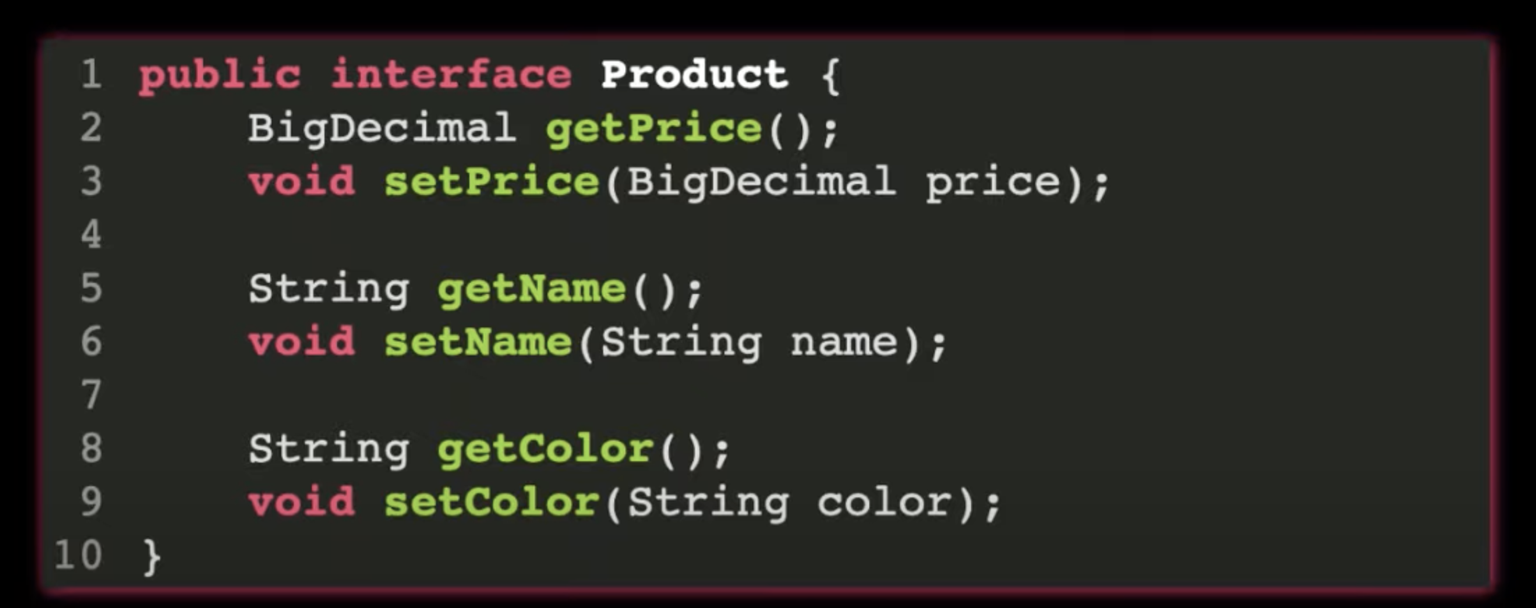 1 public interface Product {
2     BigDecimal getPrice();
3     void setPrice(BigDecimal price);
4
5     String getName();
6     void setName(String name);
7
8     String getColor();
9     void setColor(String color);
10 }